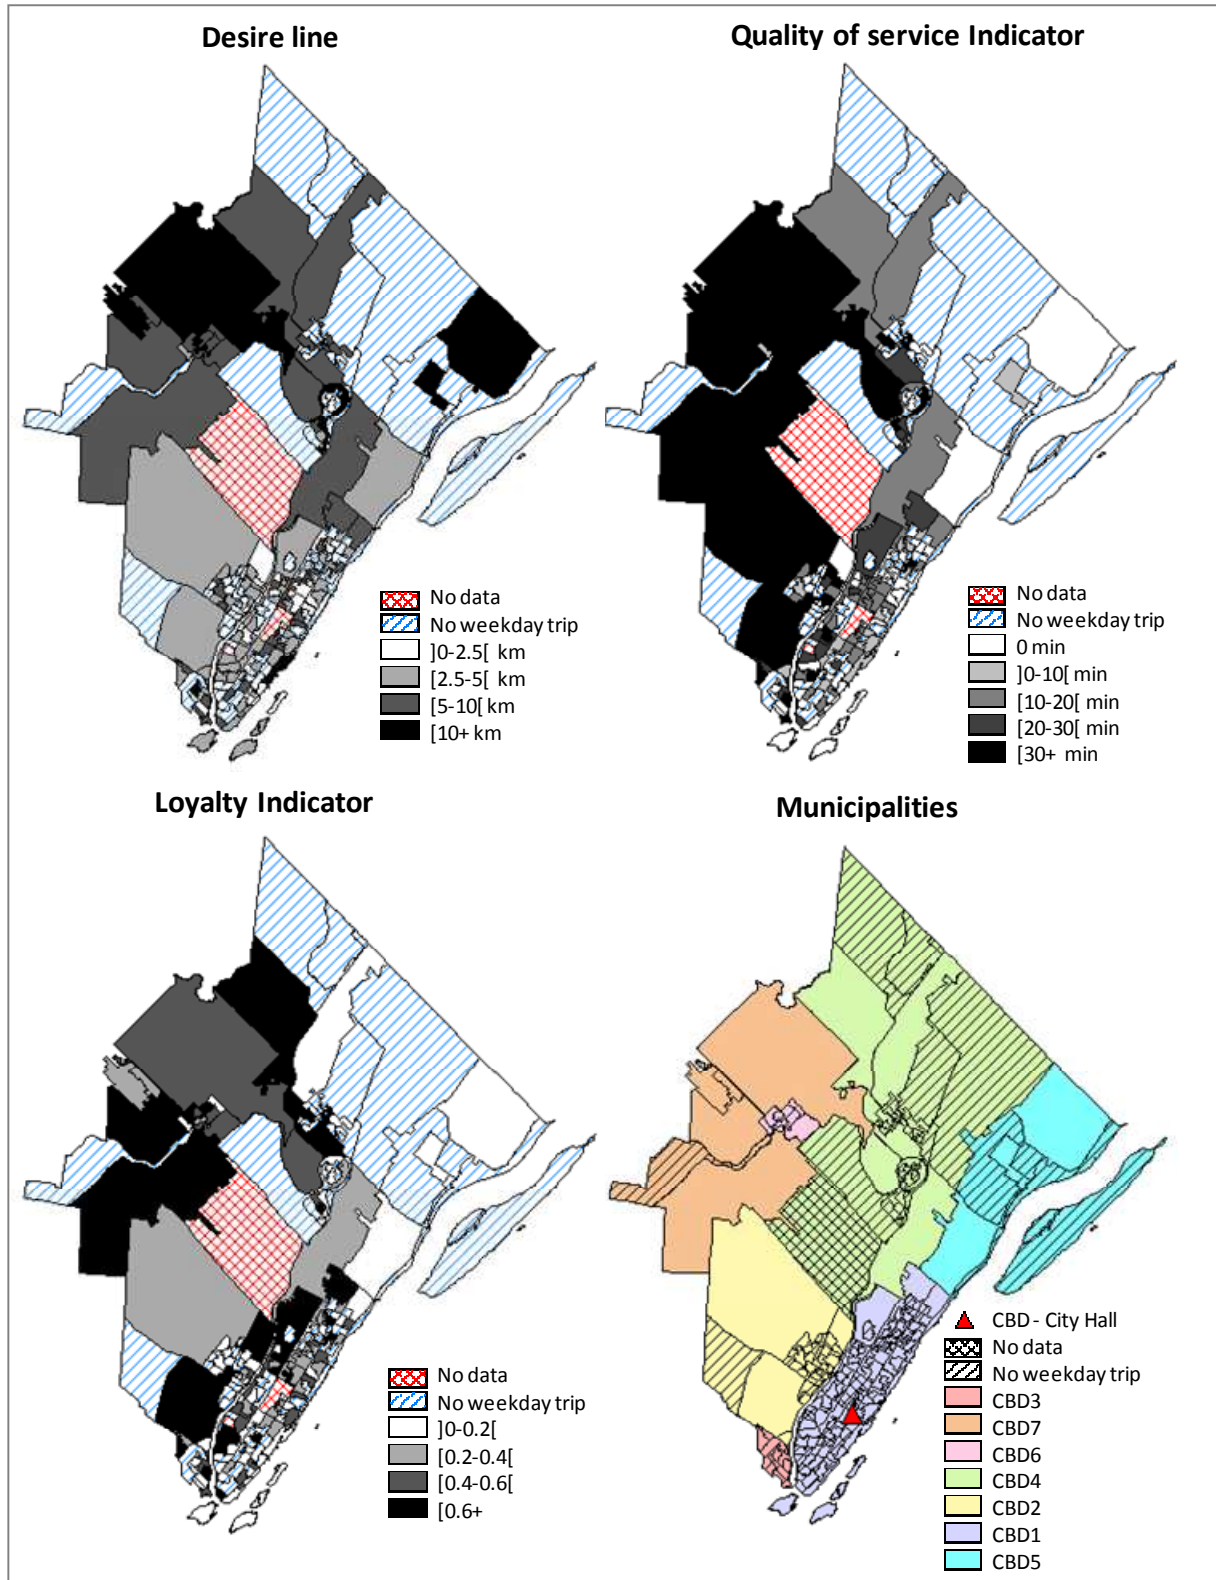 Desire line
Quality of service Indicator
No data
No weekday trip
]0-2.5[ km
[2.5-5[ km
[5-10[ km
[10+ km
No data
No weekday trip
0 min
]0-10[ min
[10-20[ min
[20-30[ min
[30+ min
Loyalty Indicator
Municipalities
No data
No weekday trip
]0-0.2[
[0.2-0.4[
[0.4-0.6[
[0.6+
CBD - City Hall
No data
No weekday trip
CBD3
CBD7
CBD6
CBD4
CBD2
CBD1
CBD5